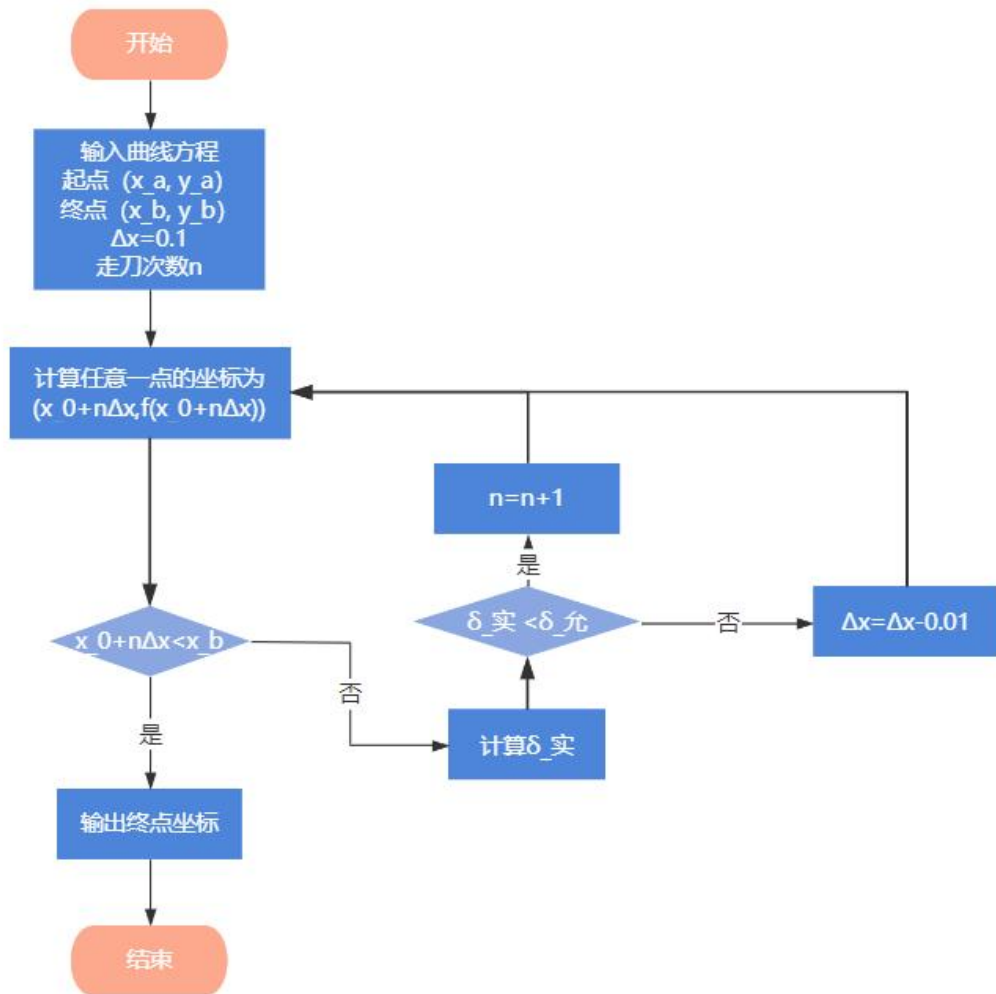 开始
输入曲线方程
起点（x_a, y_a)
终点（x_b, y_b)
Δx=0.1
走刀次数n
计算任意一点的坐标为
(x_0+nΔx,f(x_0+nΔx))
n=n+1
是
x_0+nΔx<x_b
δ_实 <δ_允
否
Δx=Δx-0.01
否
是
计算δ_实
输出终点坐标
结束